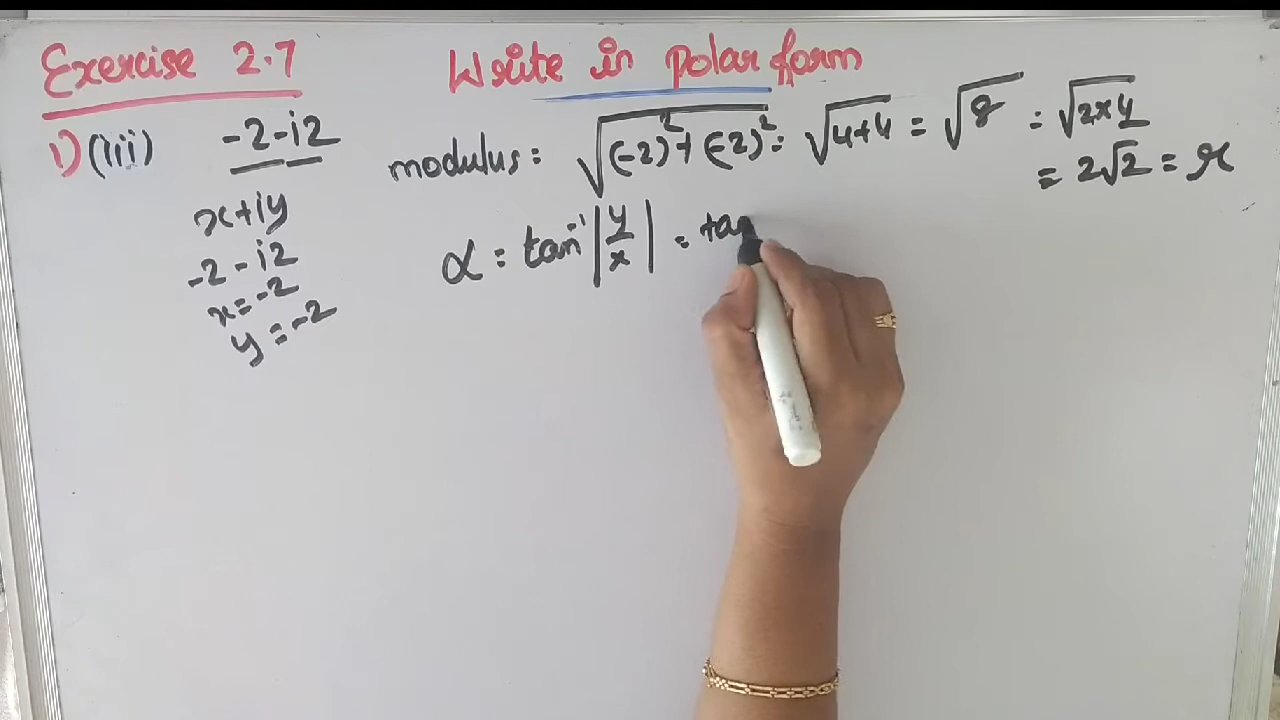 Exercise 2.7
Write in polar form
1) (iii) -2-i2
modulus = √((-2)²+(-2)²) = √(4+4) = √8 = √(2×4)
= 2√2 = r
x+iy
-2-i2
x=-2
y=-2
α = tan⁻¹|y/x| = tan